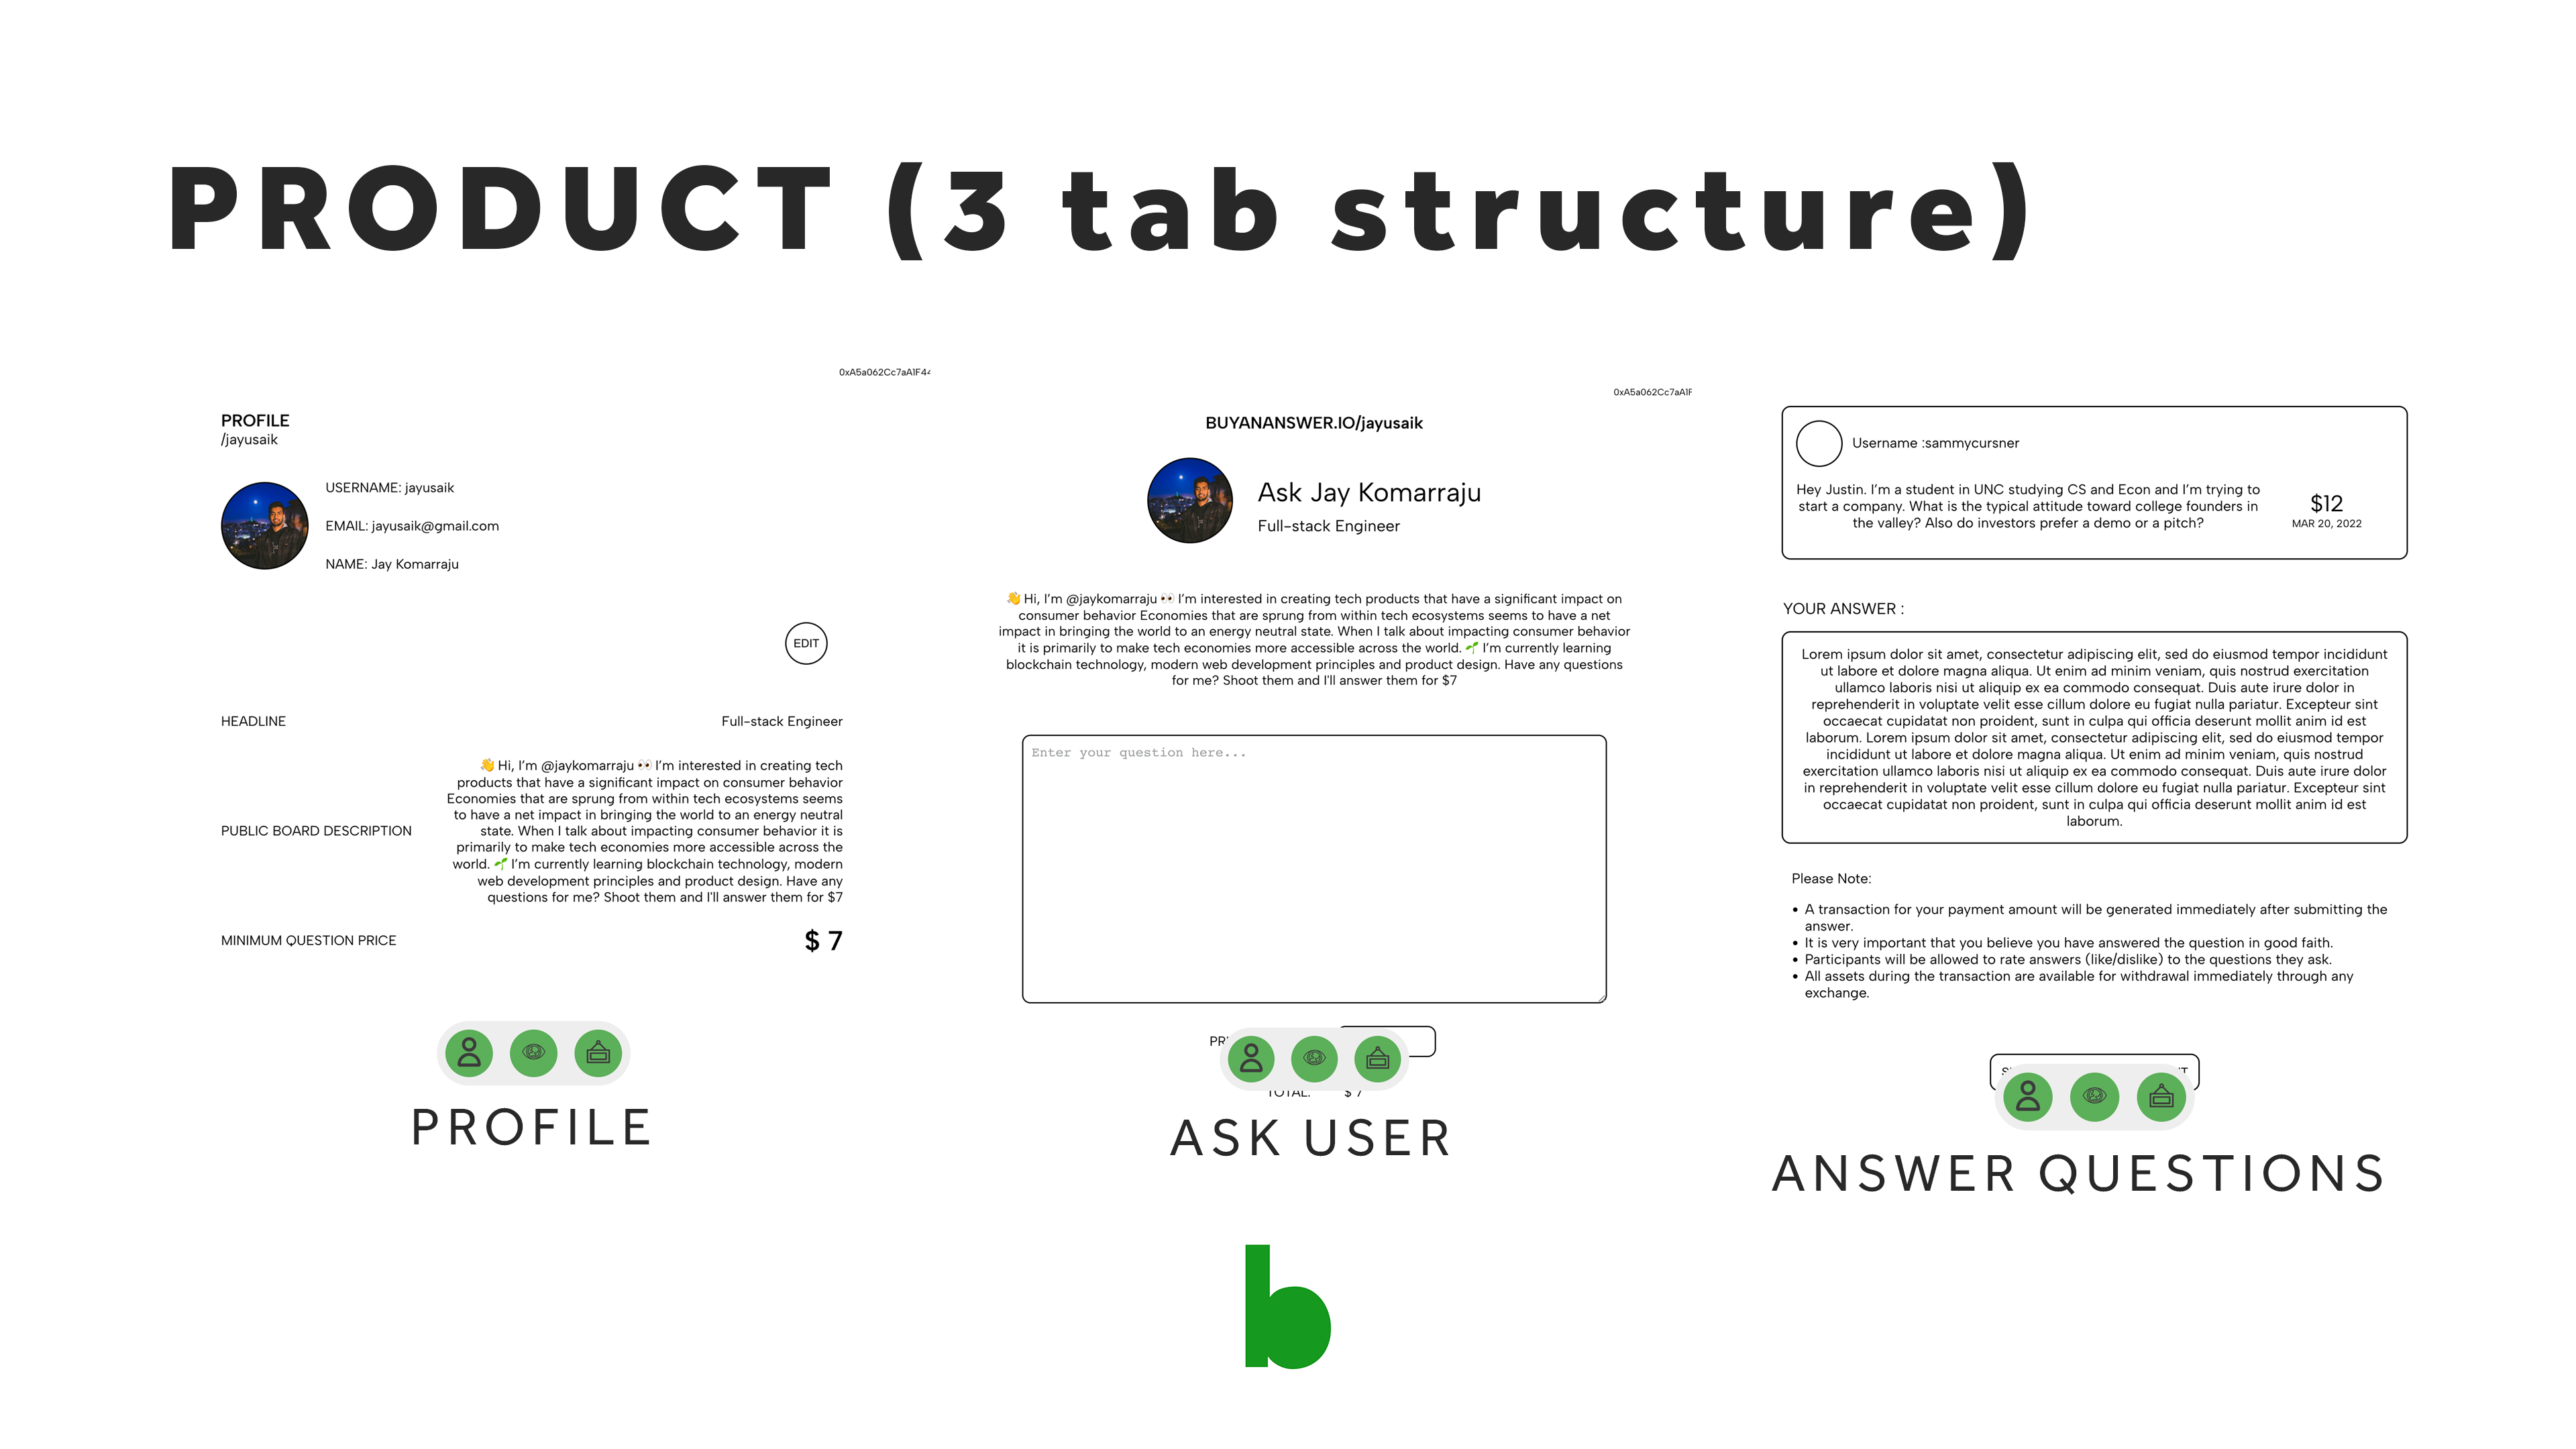 PRODUCT (3 tab structure)
0xA5a062Cc7aA1F44
PROFILE
/jayusaik
USERNAME: jayusaik
EMAIL: jayusaik@gmail.com
NAME: Jay Komarraju
EDIT
HEADLINE
Full-stack Engineer
PUBLIC BOARD DESCRIPTION
👋 Hi, I'm @jaykomarraju 👀 I'm interested in creating tech
products that have a significant impact on consumer behavior
Economies that are sprung from within tech ecosystems seems
to have a net impact in bringing the world to an energy neutral
state. When I talk about impacting consumer behavior it is
primarily to make tech economies more accessible across the
world. 🌱 I'm currently learning blockchain technology, modern
web development principles and product design. Have any
questions for me? Shoot them and I'll answer them for $7
MINIMUM QUESTION PRICE
$ 7
PROFILE
0xA5a062Cc7aA1F
BUYANANSWER.IO/jayusaik
Ask Jay Komarraju
Full-stack Engineer
👋 Hi, I'm @jaykomarraju 👀 I'm interested in creating tech products that have a significant impact on
consumer behavior Economies that are sprung from within tech ecosystems seems to have a net
impact in bringing the world to an energy neutral state. When I talk about impacting consumer behavior
it is primarily to make tech economies more accessible across the world. 🌱 I'm currently learning
blockchain technology, modern web development principles and product design. Have any questions
for me? Shoot them and I'll answer them for $7
Enter your question here...
TOTAL: $ 7
ASK USER
Username :sammycursner
Hey Justin. I'm a student in UNC studying CS and Econ and I'm trying to
start a company. What is the typical attitude toward college founders in
the valley? Also do investors prefer a demo or a pitch?
$12
MAR 20, 2022
YOUR ANSWER :
Lorem ipsum dolor sit amet, consectetur adipiscing elit, sed do eiusmod tempor incididunt
ut labore et dolore magna aliqua. Ut enim ad minim veniam, quis nostrud exercitation
ullamco laboris nisi ut aliquip ex ea commodo consequat. Duis aute irure dolor in
reprehenderit in voluptate velit esse cillum dolore eu fugiat nulla pariatur. Excepteur sint
occaecat cupidatat non proident, sunt in culpa qui officia deserunt mollit anim id est
laborum. Lorem ipsum dolor sit amet, consectetur adipiscing elit, sed do eiusmod tempor
incididunt ut labore et dolore magna aliqua. Ut enim ad minim veniam, quis nostrud
exercitation ullamco laboris nisi ut aliquip ex ea commodo consequat. Duis aute irure dolor
in reprehenderit in voluptate velit esse cillum dolore eu fugiat nulla pariatur. Excepteur sint
occaecat cupidatat non proident, sunt in culpa qui officia deserunt mollit anim id est
laborum.
Please Note:
• A transaction for your payment amount will be generated immediately after submitting the
answer.
• It is very important that you believe you have answered the question in good faith.
• Participants will be allowed to rate answers (like/dislike) to the questions they ask.
• All assets during the transaction are available for withdrawal immediately through any
exchange.
ANSWER QUESTIONS
b